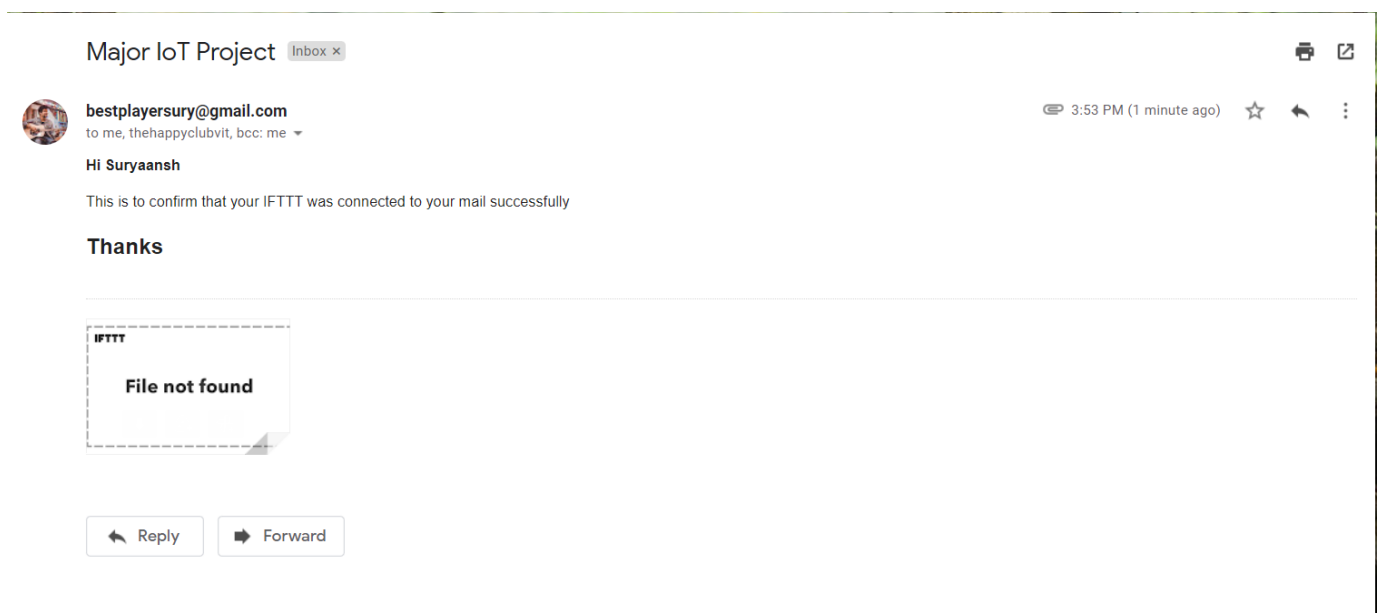 Major IoT Project Inbox ×
bestplayersury@gmail.com 3:53 PM (1 minute ago)
to me, thehappyclubvit, bcc: me
Hi Suryaansh
This is to confirm that your IFTTT was connected to your mail successfully
Thanks
IFTTT
File not found
Reply Forward